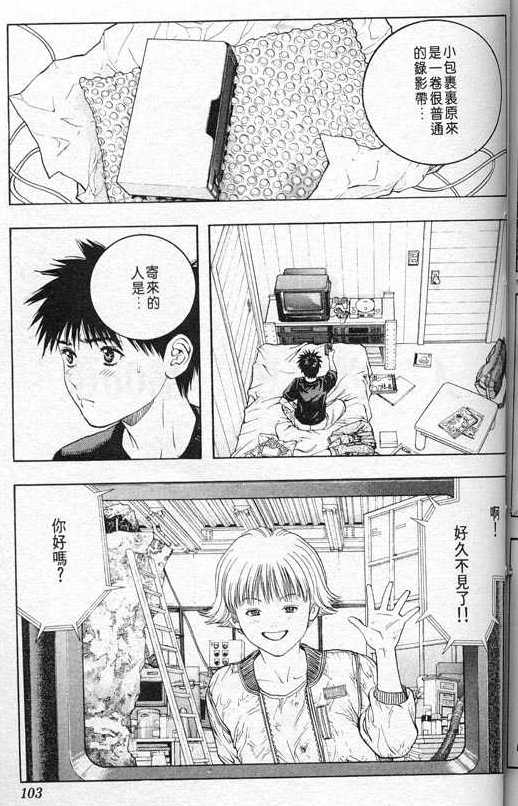 小包裹裏原來
是一卷很普通
的錄影帶…
寄來的
人是…
啊！
好久不見了!!
你好嗎？
103